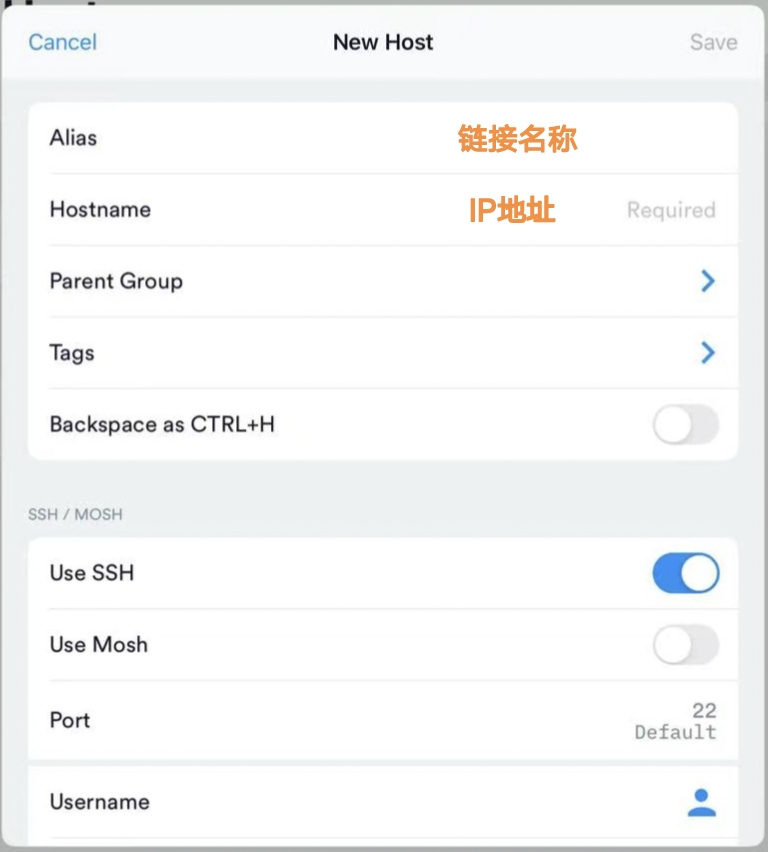 Cancel New Host Save
Alias 链接名称
Hostname IP地址 Required
Parent Group
Tags
Backspace as CTRL+H
SSH / MOSH
Use SSH
Use Mosh
Port 22
Default
Username